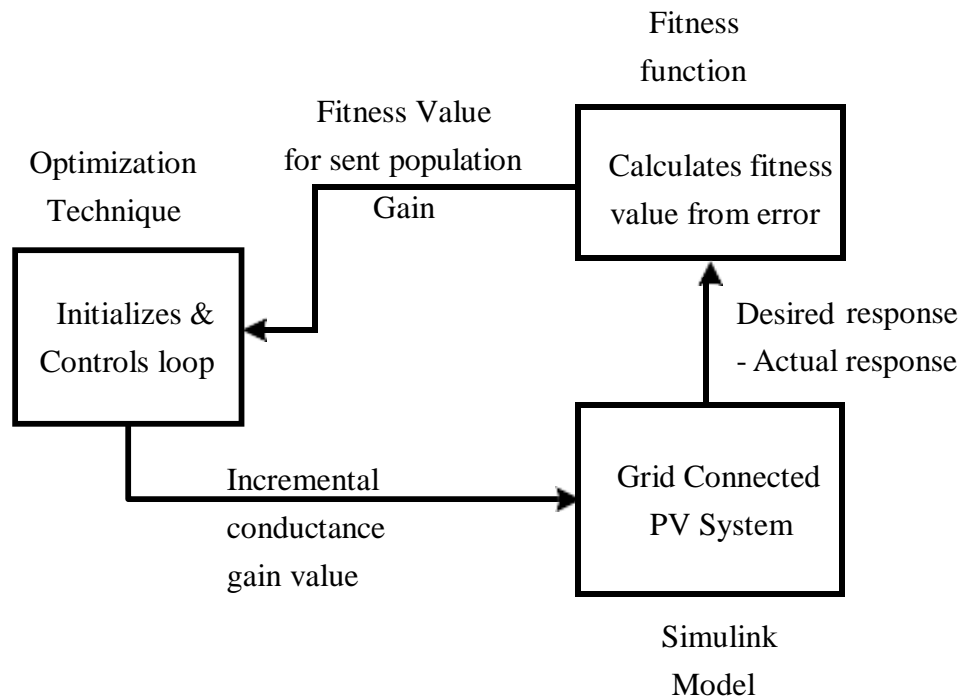 Fitness
function
Fitness Value
for sent population
Gain
Calculates fitness
value from error
Optimization
Technique
Initializes &
Controls loop
Desired response
- Actual response
Incremental
conductance
gain value
Grid Connected
PV System
Simulink
Model